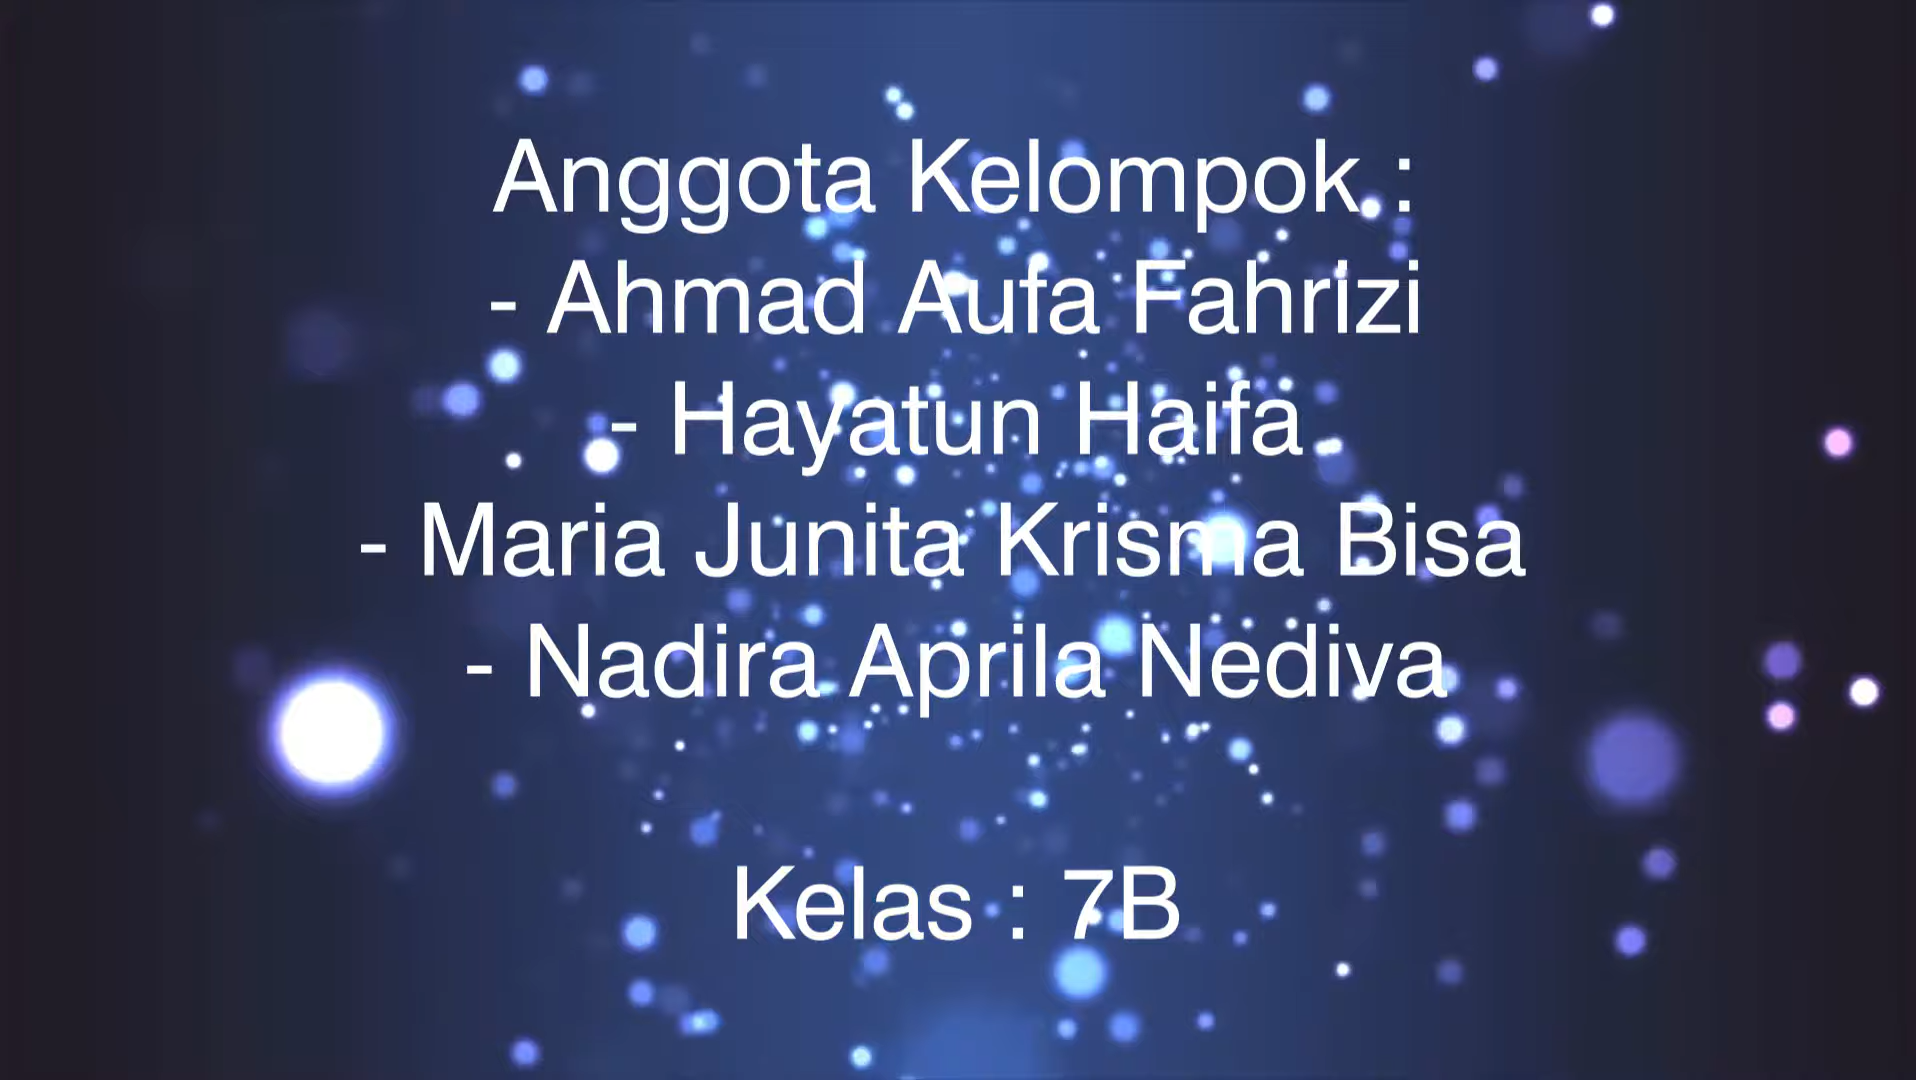 Anggota Kelompok :
- Ahmad Aufa Fahrizi
- Hayatun Haifa
- Maria Junita Krisma Bisa
- Nadira Aprila Nediva
Kelas : 7B